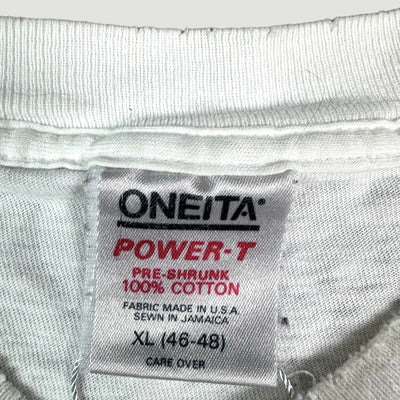 ONEITA®
POWER-T
PRE-SHRUNK
100% COTTON
FABRIC MADE IN U.S.A.
SEWN IN JAMAICA
XL (46-48)
CARE OVER